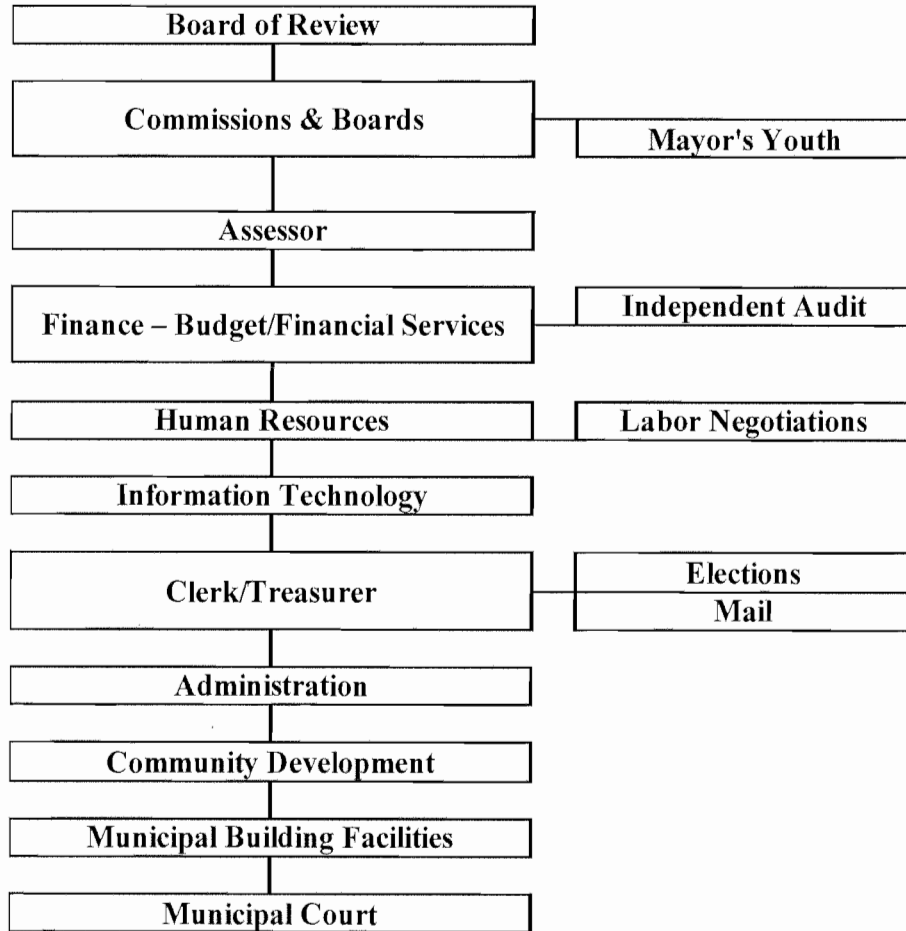 Board of Review
Commissions & Boards
Mayor's Youth
Assessor
Finance – Budget/Financial Services
Independent Audit
Human Resources
Labor Negotiations
Information Technology
Clerk/Treasurer
Elections
Mail
Administration
Community Development
Municipal Building Facilities
Municipal Court